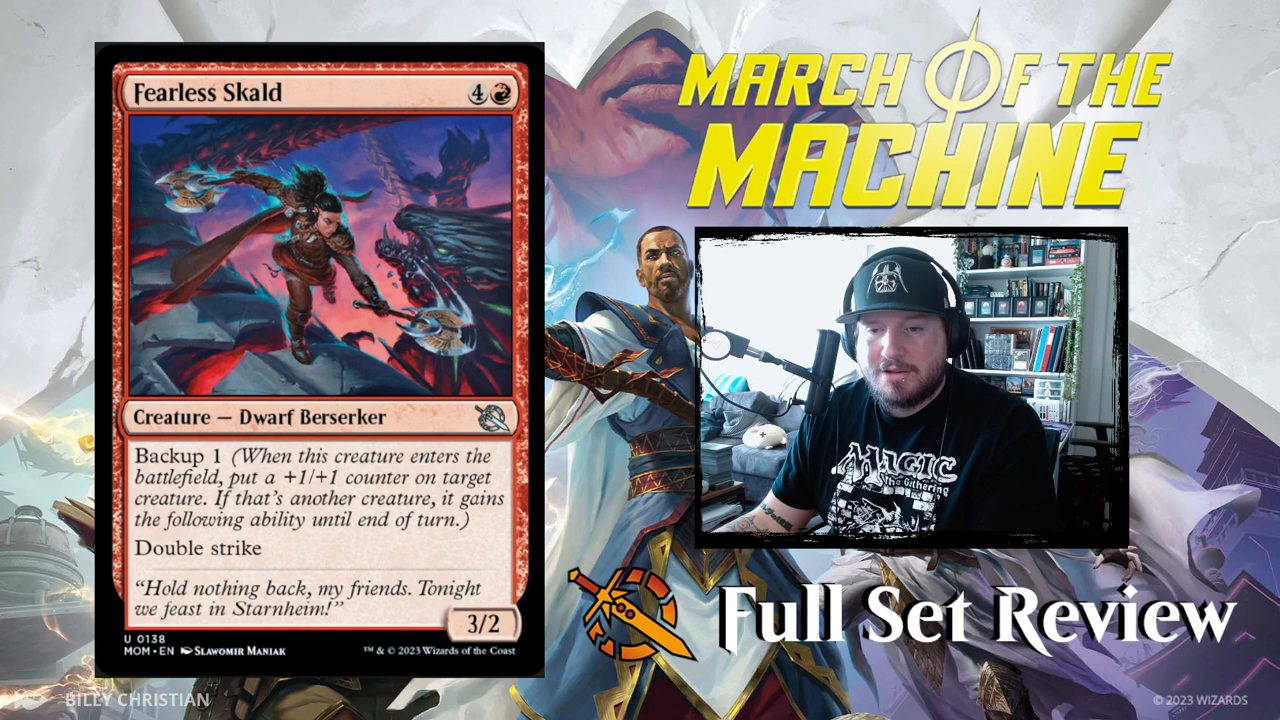 Fearless Skald
4
Creature — Dwarf Berserker
Backup 1 (When this creature enters the
battlefield, put a +1/+1 counter on target
creature. If that's another creature, it gains
the following ability until end of turn.)
Double strike
“Hold nothing back, my friends. Tonight
we feast in Starnheim!”
3/2
U 0138
MOM • EN SLAWOMIR MANIAK
™ & © 2023 Wizards of the Coast
BILLY CHRISTIAN
MARCH OF THE
MACHINE
MAGIC
the Gathering
Full Set Review
© 2023 WIZARDS